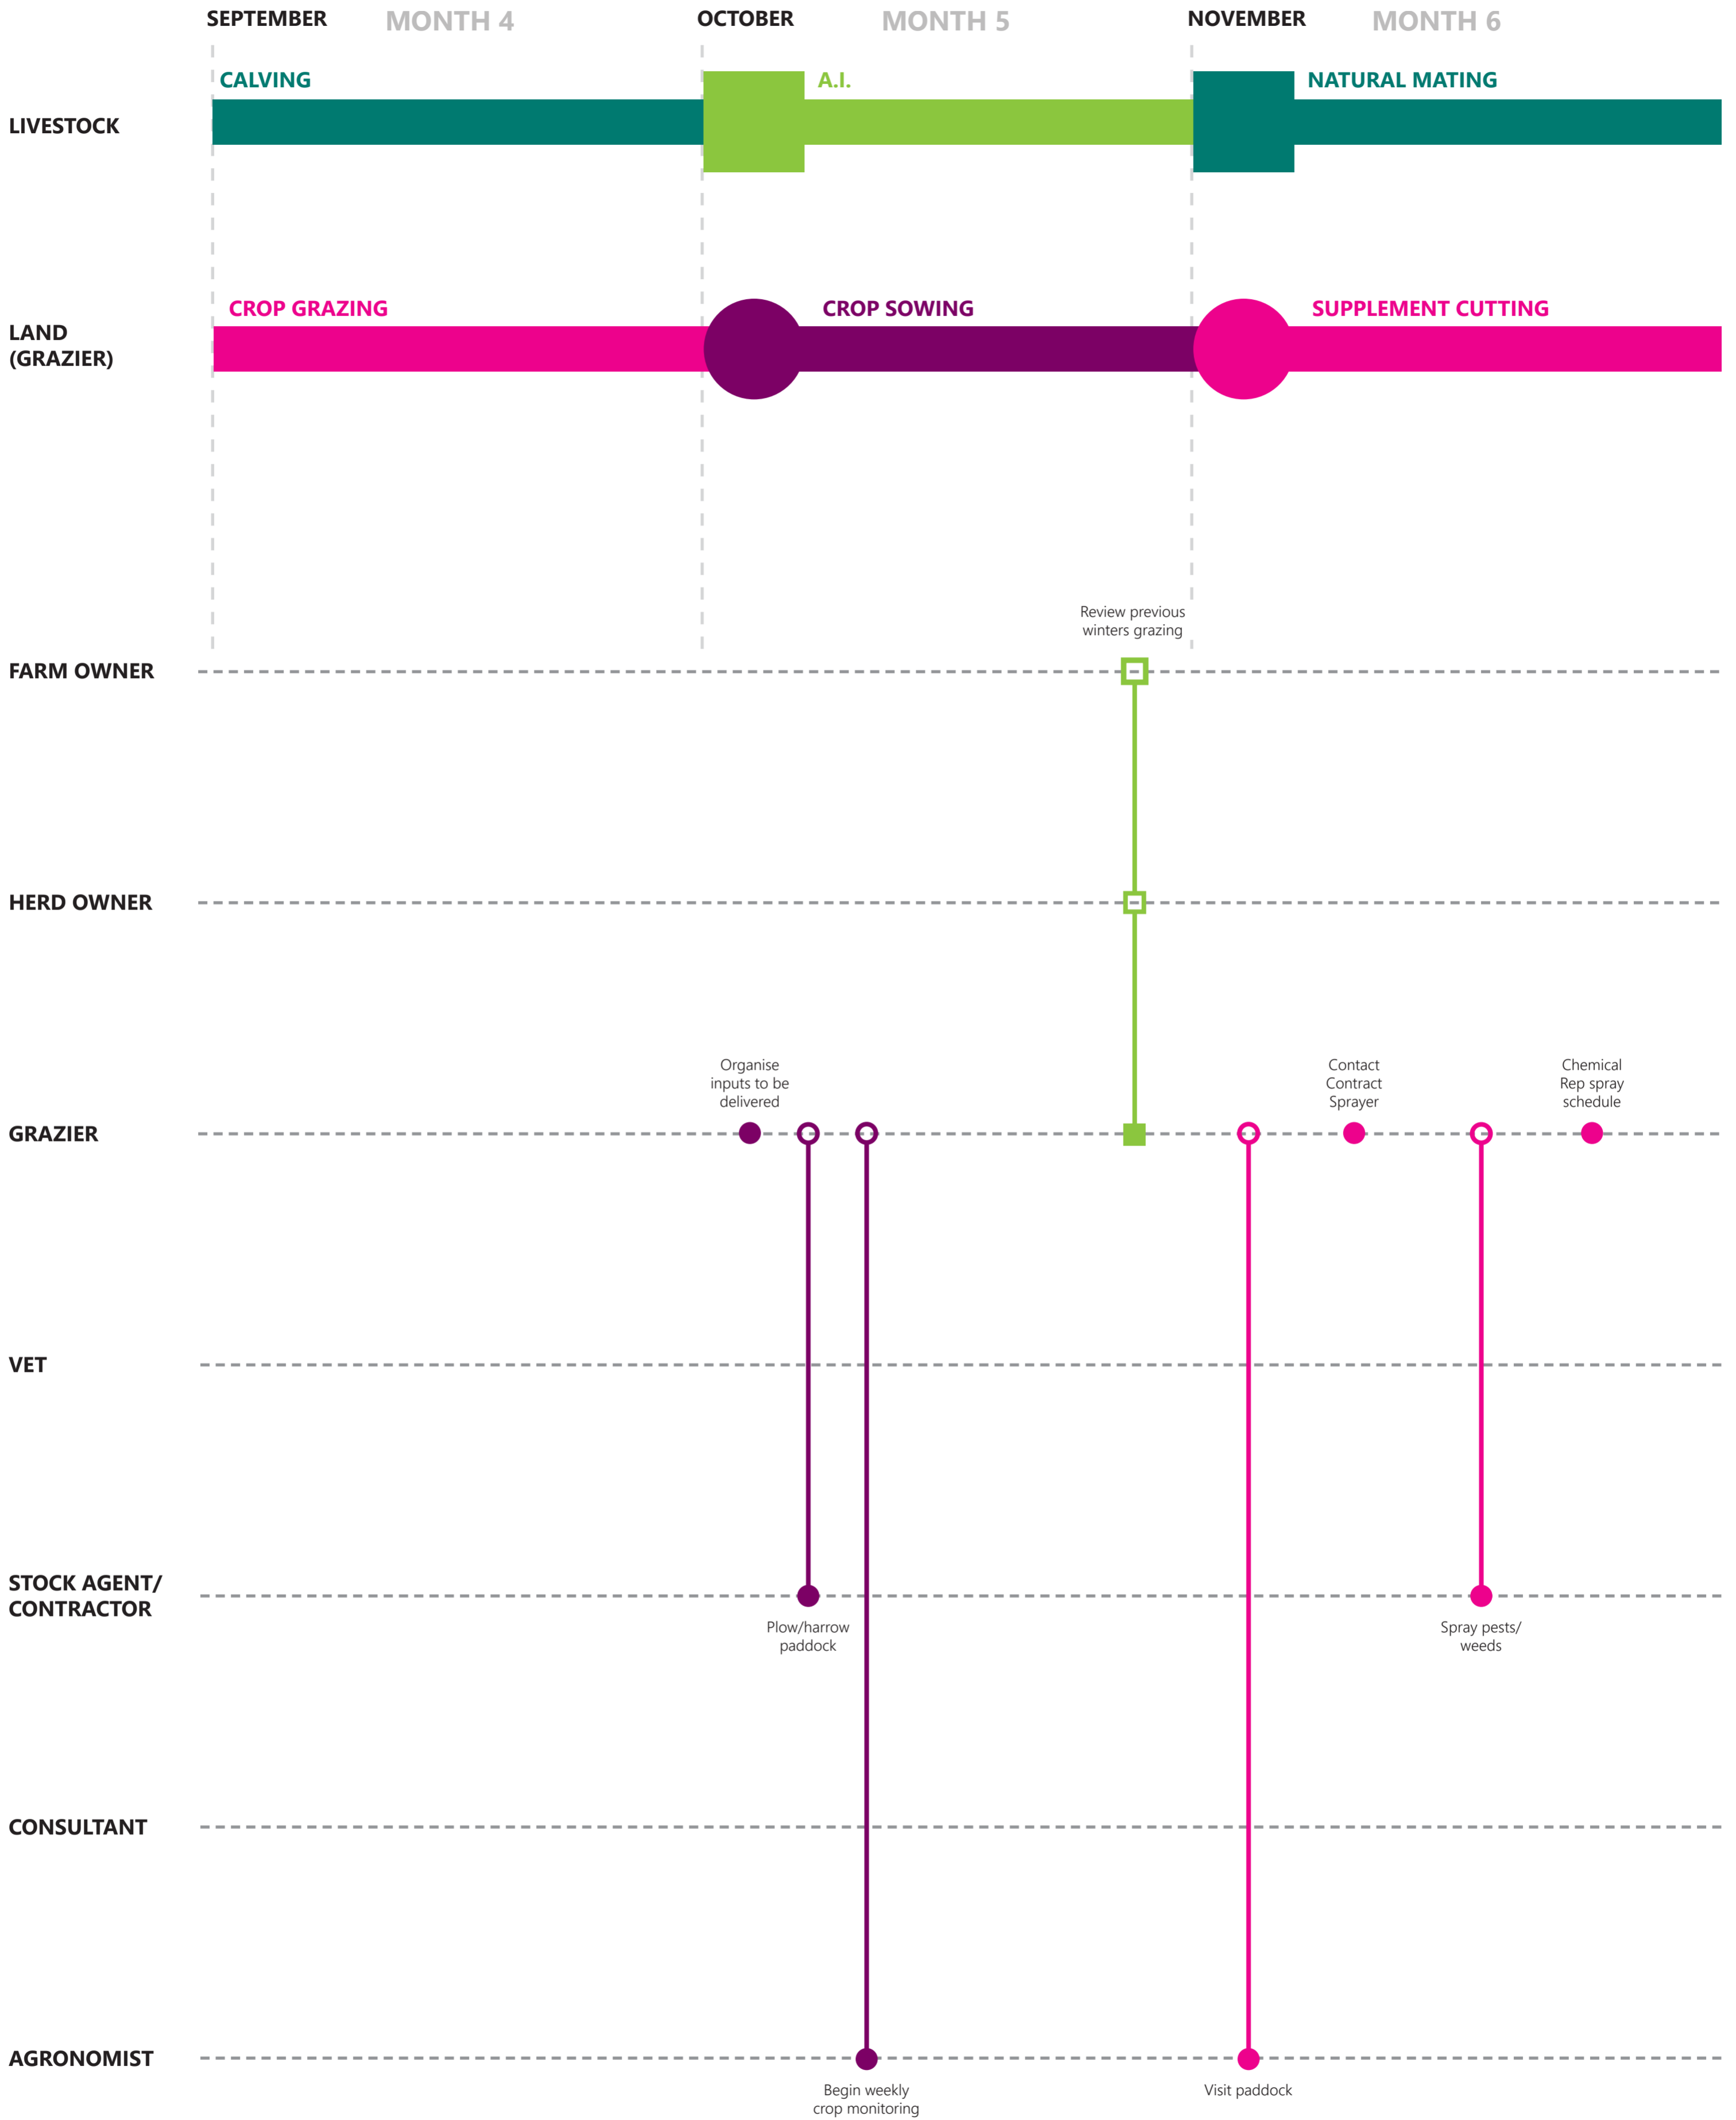 SEPTEMBER MONTH 4 OCTOBER MONTH 5 NOVEMBER MONTH 6
CALVING A.I. NATURAL MATING
LIVESTOCK
CROP GRAZING CROP SOWING SUPPLEMENT CUTTING
LAND
(GRAZIER)
Review previous
winters grazing
FARM OWNER
HERD OWNER
Organise
inputs to be
delivered
Contact
Contract
Sprayer
Chemical
Rep spray
schedule
GRAZIER
VET
STOCK AGENT/
CONTRACTOR
Plow/harrow
paddock
Spray pests/
weeds
CONSULTANT
AGRONOMIST
Begin weekly
crop monitoring
Visit paddock